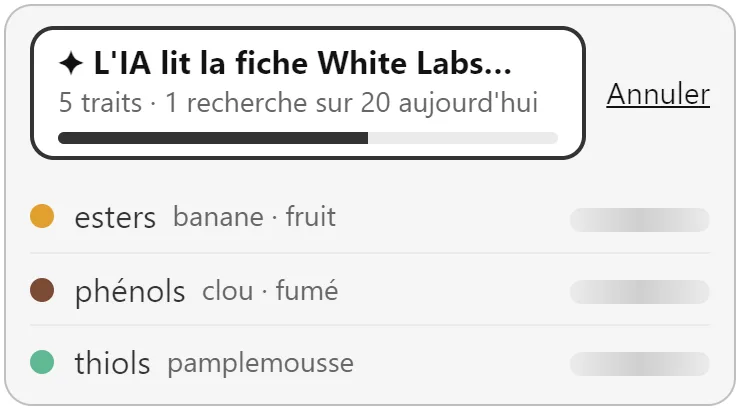 ✦ L'IA lit la fiche White Labs...
5 traits · 1 recherche sur 20 aujourd'hui
Annuler
esters banane · fruit
phénols clou · fumé
thiols pamplemousse